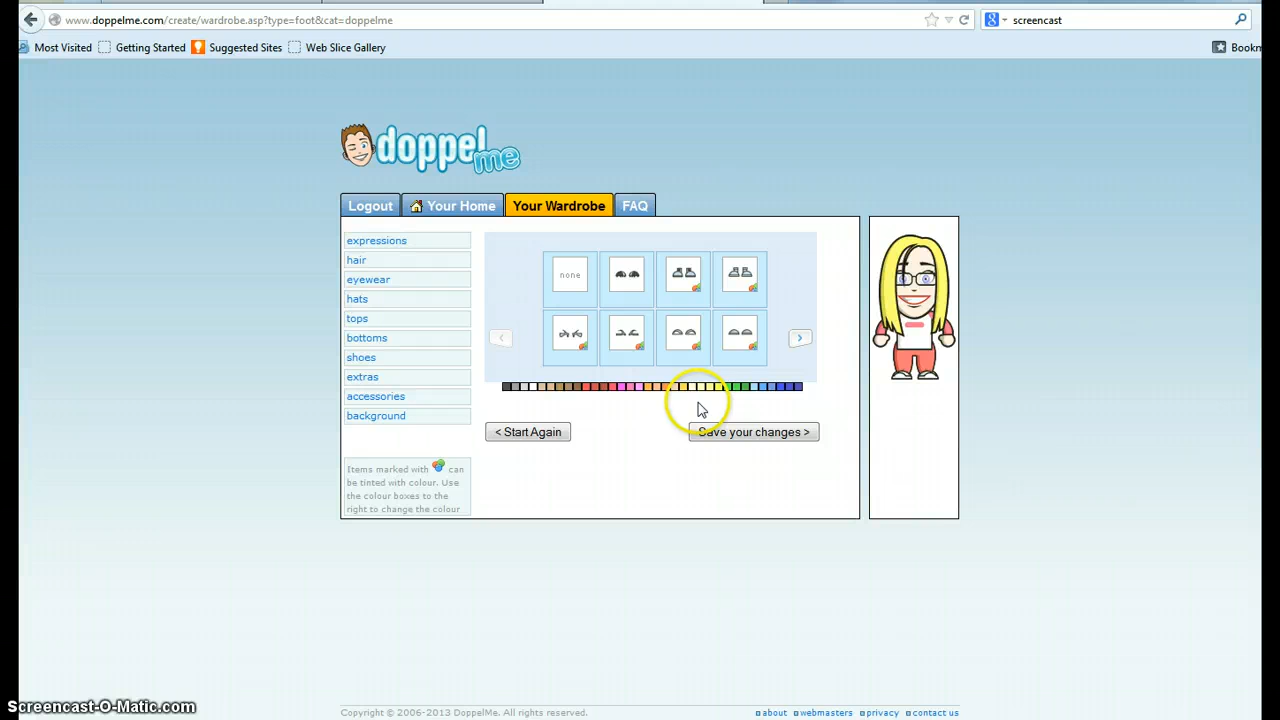 www.doppelme.com/create/wardrobe.asp?type=foot&cat=doppelme
screencast
Most Visited Getting Started Suggested Sites Web Slice Gallery Bookm
doppel me
Logout Your Home Your Wardrobe FAQ
expressions
hair
eyewear
hats
tops
bottoms
shoes
extras
accessories
background
none
< Start Again Save your changes >
Items marked with can
be tinted with colour. Use
the colour boxes to the
right to change the colour
Screencast-O-Matic.com
Copyright © 2006-2013 DoppelMe. All rights reserved. about webmasters privacy contact us